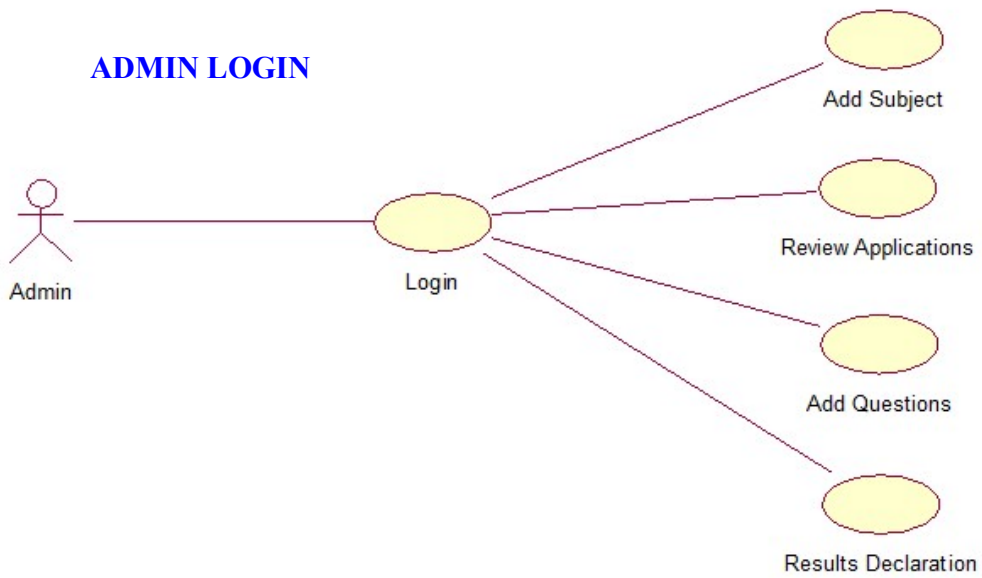 ADMIN LOGIN
Add Subject
Review Applications
Admin
Login
Add Questions
Results Declaration